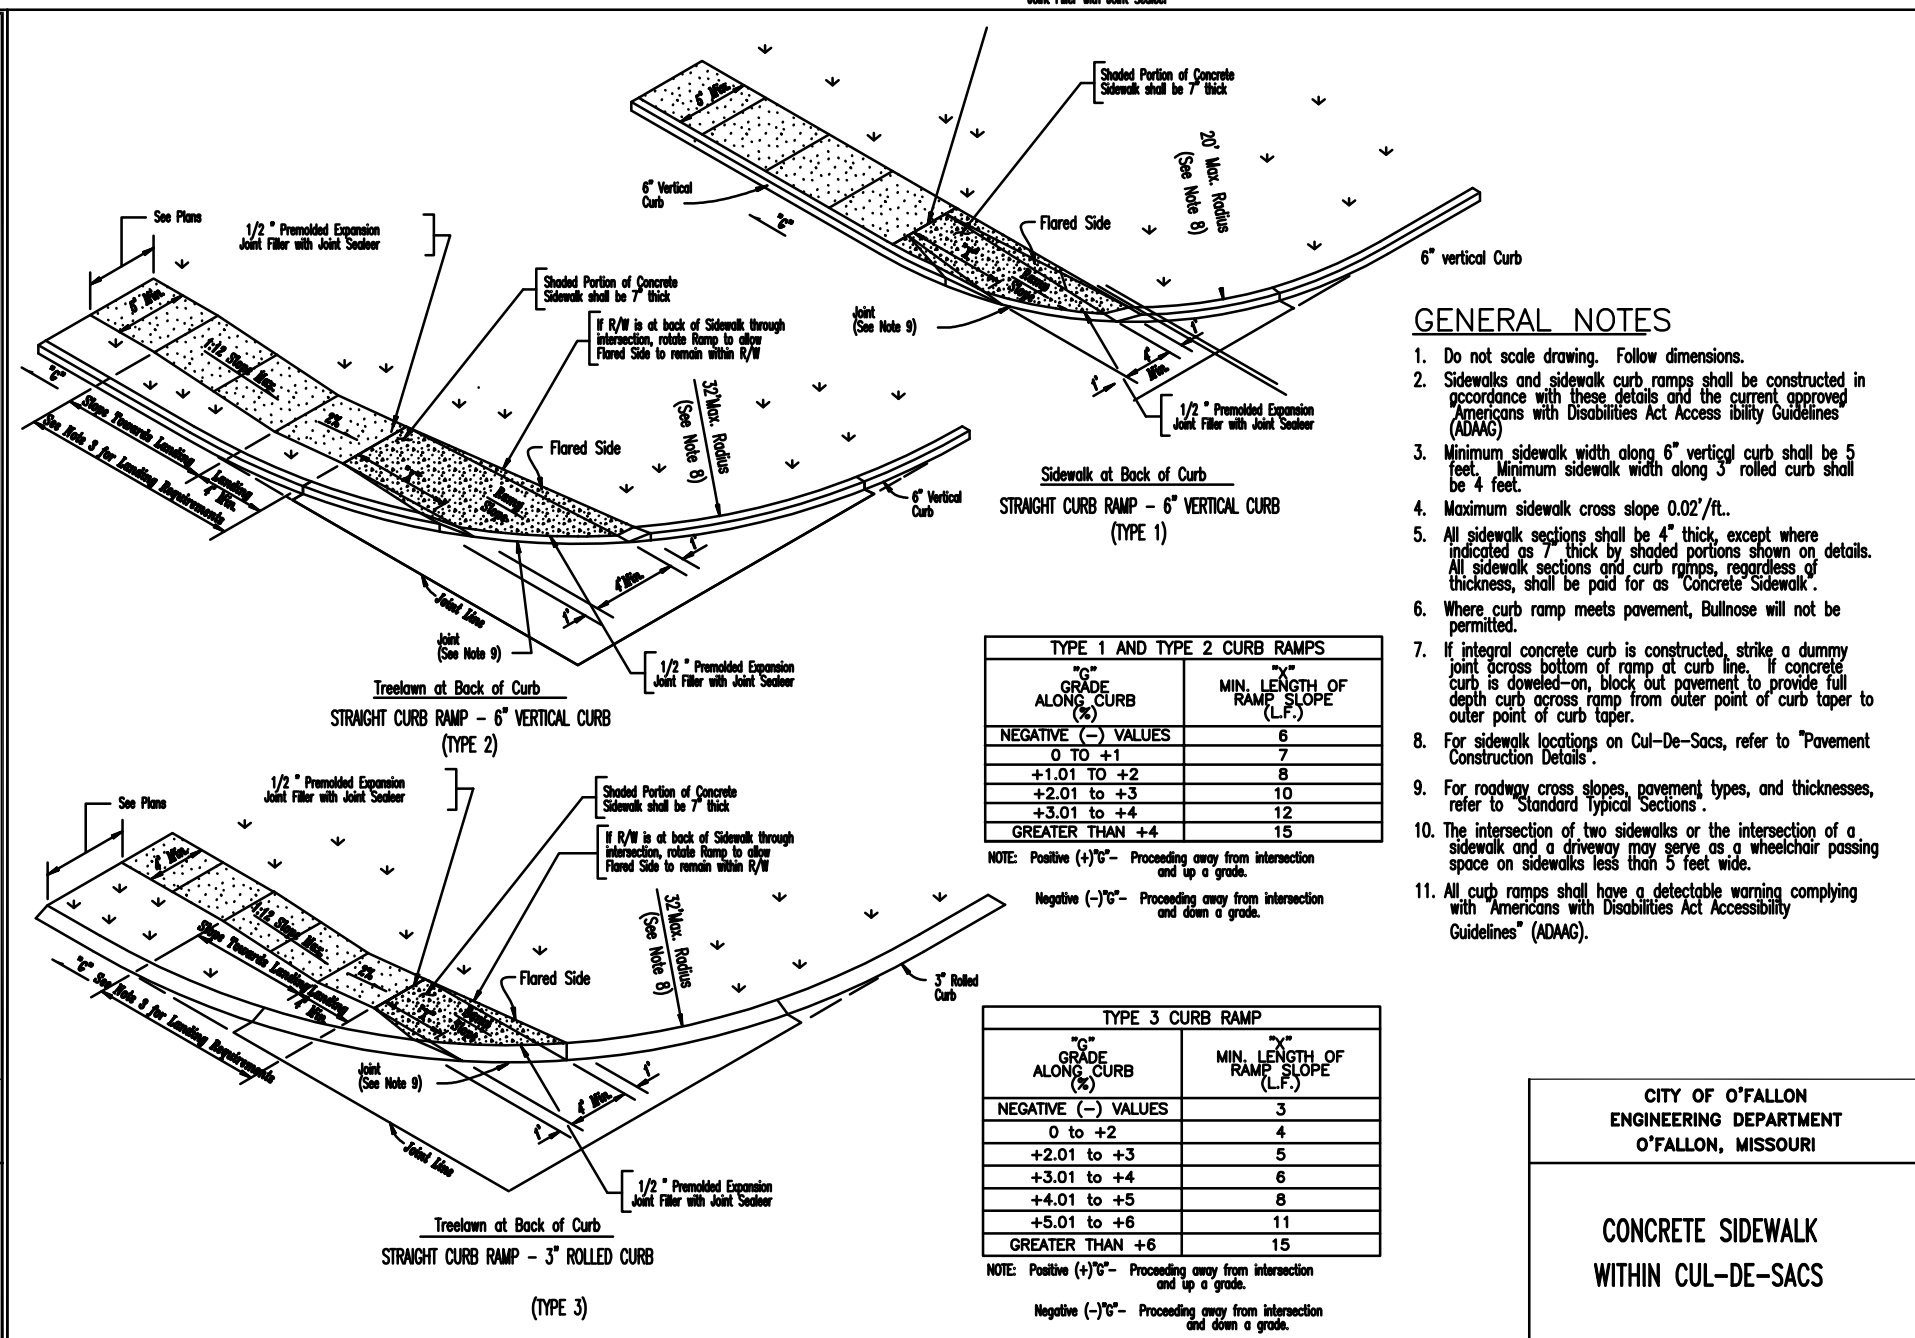 Joint Filler with Joint Sealeer
Shaded Portion of Concrete
Sidewalk shall be 7" thick
20' Max. Radius
(See Note 8)
6" Vertical
Curb
"G"
Flared Side
"X"
Ramp
Slope
6" vertical Curb
Joint
(See Note 9)
1'
4'
Min.
1'
1/2 " Premolded Expansion
Joint Filler with Joint Sealeer
Sidewalk at Back of Curb
STRAIGHT CURB RAMP - 6" VERTICAL CURB
(TYPE 1)
See Plans
1/2 " Premolded Expansion
Joint Filler with Joint Sealeer
Shaded Portion of Concrete
Sidewalk shall be 7" thick
If R/W is at back of Sidewalk through
intersection, rotate Ramp to allow
Flared Side to remain within R/W
1:12 Slope Max.
2%
"G"
Slope Towards Landing
Landing
4' Min.
See Note 3 for Landing Requirements
"X"
Ramp
Slope
Flared Side
32'Max. Radius
(See Note 8)
6" Vertical
Curb
1'
4'Min.
1'
Joint Line
Joint
(See Note 9)
1/2 " Premolded Expansion
Joint Filler with Joint Sealeer
Treelawn at Back of Curb
STRAIGHT CURB RAMP - 6" VERTICAL CURB
(TYPE 2)
See Plans
1/2 " Premolded Expansion
Joint Filler with Joint Sealeer
Shaded Portion of Concrete
Sidewalk shall be 7" thick
If R/W is at back of Sidewalk through
intersection, rotate Ramp to allow
Flared Side to remain within R/W
4' Min.
1:12 Slope Max.
2%
Slope Towards Landing
Landing
4' Min.
"G"
See Note 3 for Landing Requirements
"X"
Ramp
Slope
Flared Side
32'Max. Radius
(See Note 8)
3" Rolled
Curb
Joint
(See Note 9)
1'
4' Min.
1'
Joint Line
1/2 " Premolded Expansion
Joint Filler with Joint Sealeer
Treelawn at Back of Curb
STRAIGHT CURB RAMP - 3" ROLLED CURB
(TYPE 3)
TYPE 1 AND TYPE 2 CURB RAMPS
"G"
GRADE
ALONG CURB
(%)
"X"
MIN. LENGTH OF
RAMP SLOPE
(L.F.)
NEGATIVE (-) VALUES 6
0 TO +1 7
+1.01 TO +2 8
+2.01 to +3 10
+3.01 to +4 12
GREATER THAN +4 15
NOTE: Positive (+)"G"- Proceeding away from intersection
and up a grade.
Negative (-)"G"- Proceeding away from intersection
and down a grade.
TYPE 3 CURB RAMP
"G"
GRADE
ALONG CURB
(%)
"X"
MIN. LENGTH OF
RAMP SLOPE
(L.F.)
NEGATIVE (-) VALUES 3
0 to +2 4
+2.01 to +3 5
+3.01 to +4 6
+4.01 to +5 8
+5.01 to +6 11
GREATER THAN +6 15
NOTE: Positive (+)"G"- Proceeding away from intersection
and up a grade.
Negative (-)"G"- Proceeding away from intersection
and down a grade.
GENERAL NOTES
1. Do not scale drawing. Follow dimensions.
2. Sidewalks and sidewalk curb ramps shall be constructed in
accordance with these details and the current approved
"Americans with Disabilities Act Access ibility Guidelines"
(ADAAG)
3. Minimum sidewalk width along 6" vertical curb shall be 5
feet. Minimum sidewalk width along 3" rolled curb shall
be 4 feet.
4. Maximum sidewalk cross slope 0.02'/ft..
5. All sidewalk sections shall be 4" thick, except where
indicated as 7" thick by shaded portions shown on details.
All sidewalk sections and curb ramps, regardless of
thickness, shall be paid for as "Concrete Sidewalk".
6. Where curb ramp meets pavement, Bullnose will not be
permitted.
7. If integral concrete curb is constructed, strike a dummy
joint across bottom of ramp at curb line. If concrete
curb is doweled-on, block out pavement to provide full
depth curb across ramp from outer point of curb taper to
outer point of curb taper.
8. For sidewalk locations on Cul-De-Sacs, refer to "Pavement
Construction Details".
9. For roadway cross slopes, pavement types, and thicknesses,
refer to "Standard Typical Sections".
10. The intersection of two sidewalks or the intersection of a
sidewalk and a driveway may serve as a wheelchair passing
space on sidewalks less than 5 feet wide.
11. All curb ramps shall have a detectable warning complying
with "Americans with Disabilities Act Accessibility
Guidelines" (ADAAG).
CITY OF O'FALLON
ENGINEERING DEPARTMENT
O'FALLON, MISSOURI
CONCRETE SIDEWALK
WITHIN CUL-DE-SACS